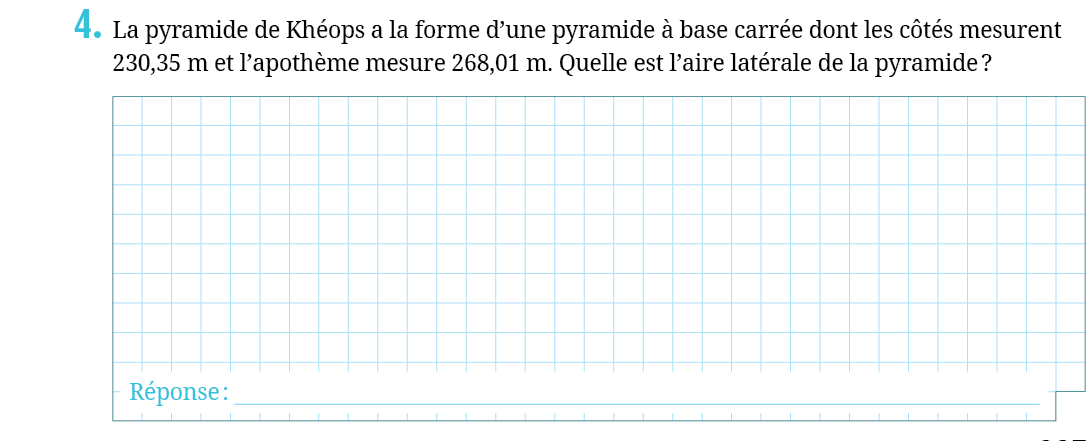 4. La pyramide de Khéops a la forme d’une pyramide à base carrée dont les côtés mesurent
230,35 m et l’apothème mesure 268,01 m. Quelle est l’aire latérale de la pyramide ?
Réponse :